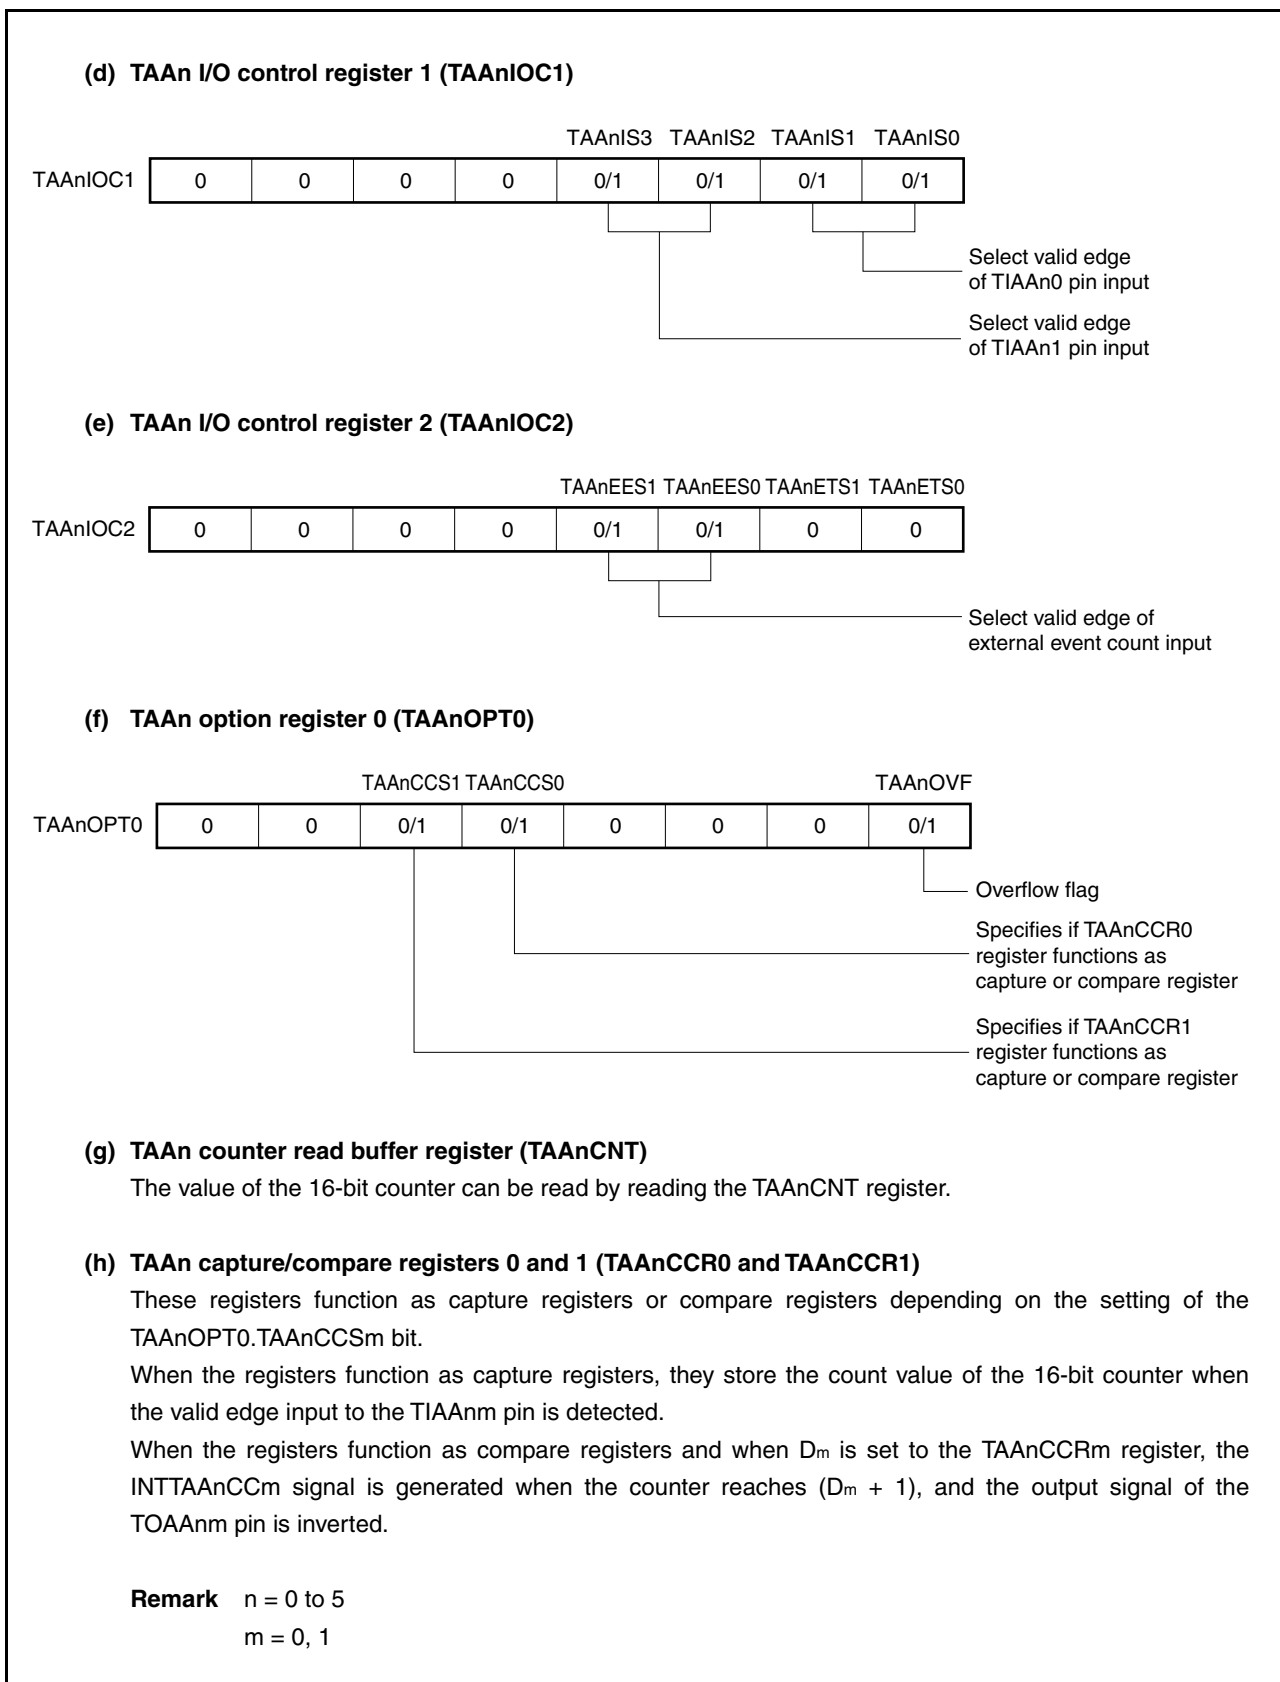 (d) TAAn I/O control register 1 (TAAnIOC1)
TAAnIS3 TAAnIS2 TAAnIS1 TAAnIS0
TAAnIOC1 0 0 0 0 0/1 0/1 0/1 0/1
Select valid edge
of TIAAn0 pin input
Select valid edge
of TIAAn1 pin input
(e) TAAn I/O control register 2 (TAAnIOC2)
TAAnEES1 TAAnEES0 TAAnETS1 TAAnETS0
TAAnIOC2 0 0 0 0 0/1 0/1 0 0
Select valid edge of
external event count input
(f) TAAn option register 0 (TAAnOPT0)
TAAnCCS1 TAAnCCS0 TAAnOVF
TAAnOPT0 0 0 0/1 0/1 0 0 0 0/1
Overflow flag
Specifies if TAAnCCR0
register functions as
capture or compare register
Specifies if TAAnCCR1
register functions as
capture or compare register
(g) TAAn counter read buffer register (TAAnCNT)
The value of the 16-bit counter can be read by reading the TAAnCNT register.
(h) TAAn capture/compare registers 0 and 1 (TAAnCCR0 and TAAnCCR1)
These registers function as capture registers or compare registers depending on the setting of the
TAAnOPT0.TAAnCCSm bit.
When the registers function as capture registers, they store the count value of the 16-bit counter when
the valid edge input to the TIAAnm pin is detected.
When the registers function as compare registers and when Dm is set to the TAAnCCRm register, the
INTTAAnCCm signal is generated when the counter reaches (Dm + 1), and the output signal of the
TOAAnm pin is inverted.
Remark n = 0 to 5
m = 0, 1